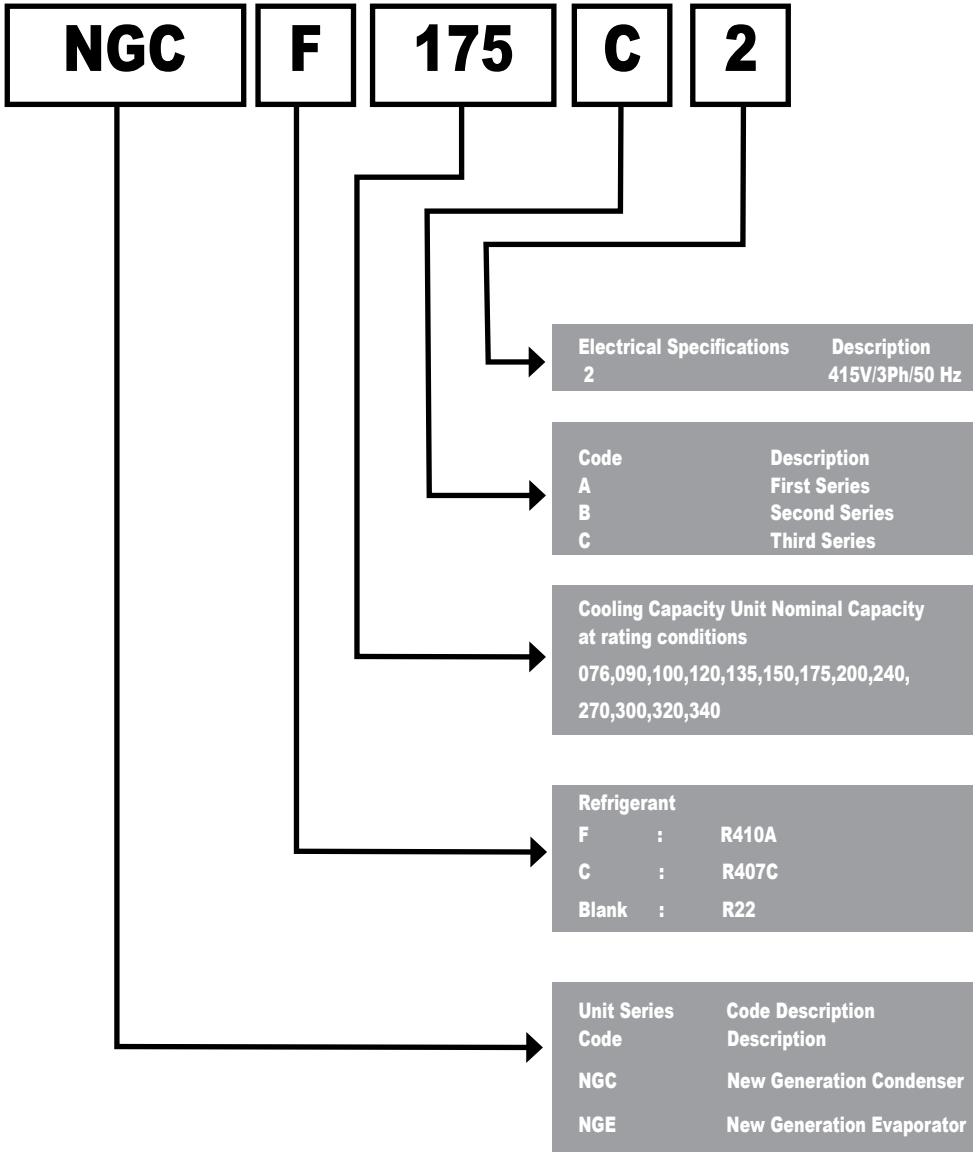 NGC F 175 C 2
Electrical Specifications Description
2 415V/3Ph/50 Hz
Code Description
A First Series
B Second Series
C Third Series
Cooling Capacity Unit Nominal Capacity
at rating conditions
076,090,100,120,135,150,175,200,240,
270,300,320,340
Refrigerant
F : R410A
C : R407C
Blank : R22
Unit Series Code Description
Code Description
NGC New Generation Condenser
NGE New Generation Evaporator